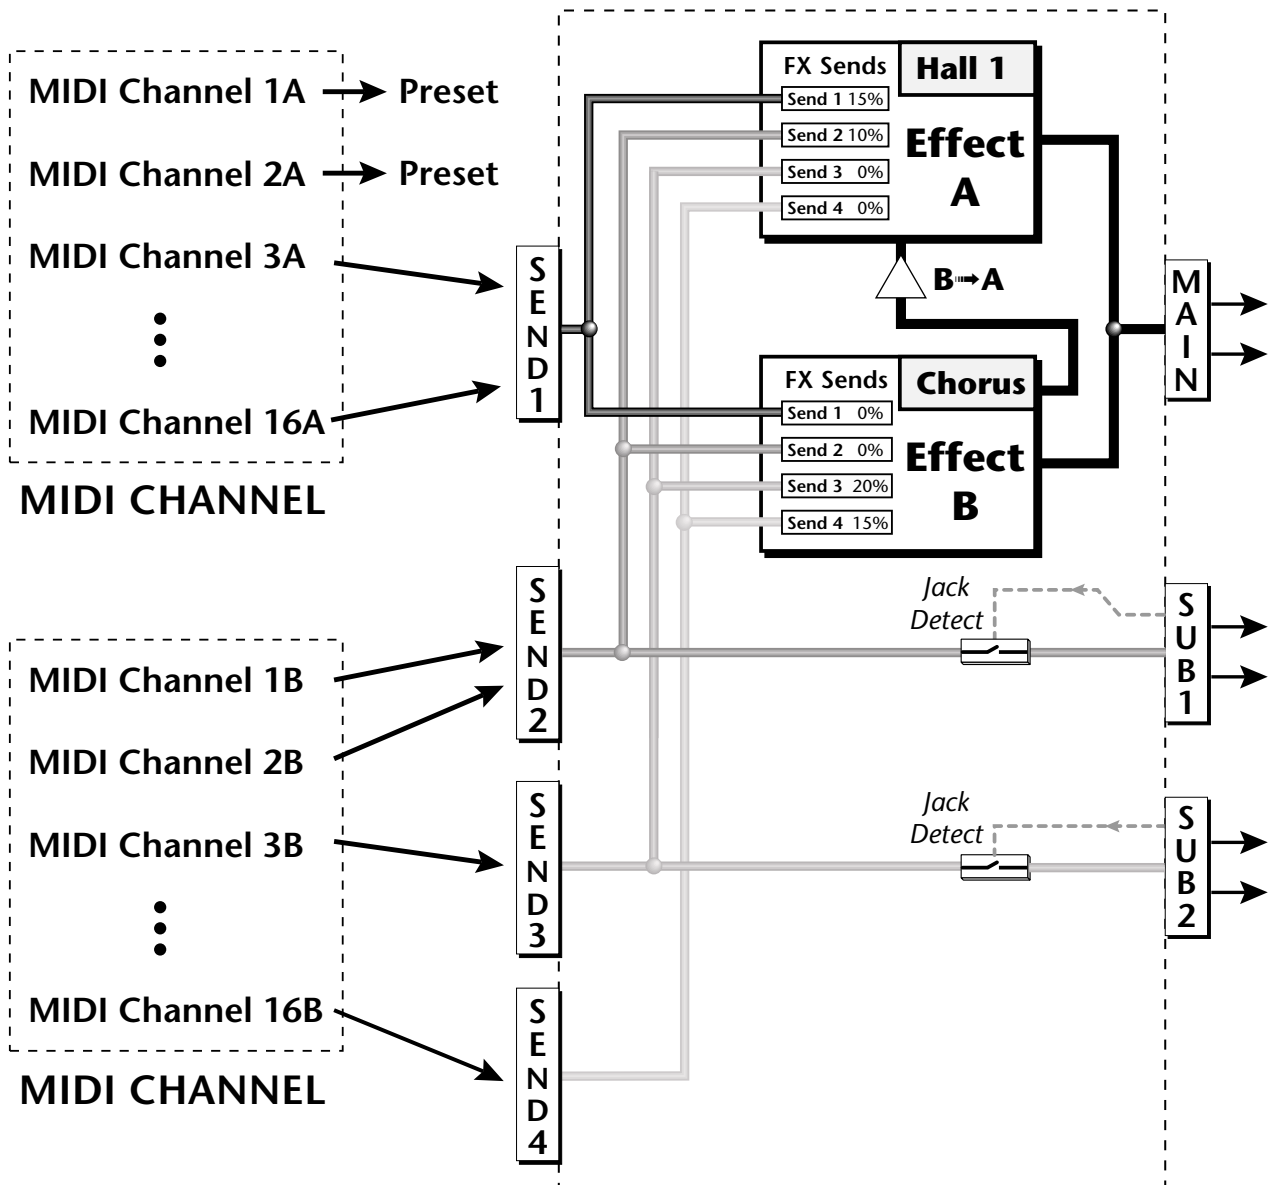 MIDI Channel 1A
Preset
MIDI Channel 2A
Preset
MIDI Channel 3A
MIDI Channel 16A
MIDI CHANNEL
MIDI Channel 1B
MIDI Channel 2B
MIDI Channel 3B
MIDI Channel 16B
MIDI CHANNEL
SEND1
SEND2
SEND3
SEND4
FX Sends
Hall 1
Send 1 15%
Send 2 10%
Send 3 0%
Send 4 0%
Effect
A
B➟A
FX Sends
Chorus
Send 1 0%
Send 2 0%
Send 3 20%
Send 4 15%
Effect
B
Jack
Detect
Jack
Detect
MAIN
SUB1
SUB2